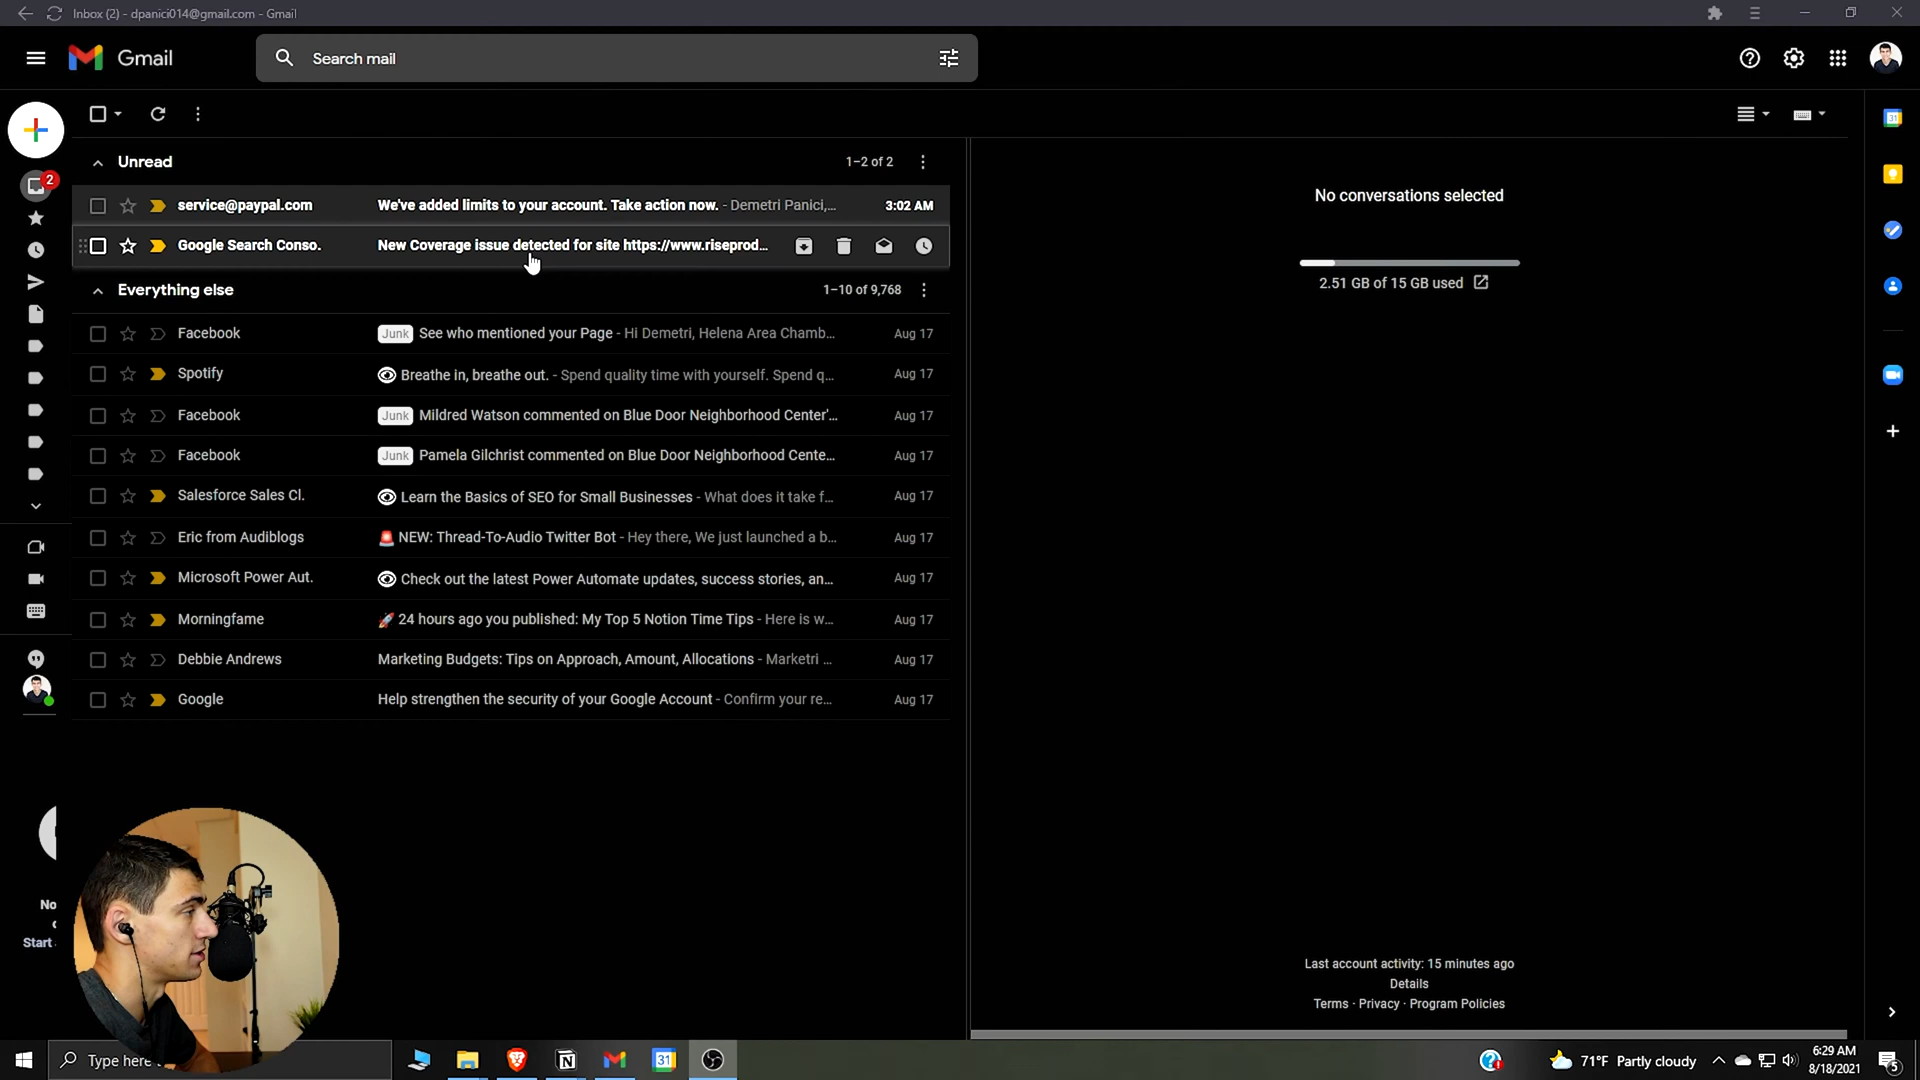 Inbox (2) - dpanici014@gmail.com - Gmail
Gmail
Search mail
Unread
1–2 of 2
2
service@paypal.com We've added limits to your account. Take action now. - Demetri Panici,... 3:02 AM
Google Search Conso. New Coverage issue detected for site https://www.riseprod...
Everything else
1–10 of 9,768
Facebook Junk See who mentioned your Page - Hi Demetri, Helena Area Chamb... Aug 17
Spotify Breathe in, breathe out. - Spend quality time with yourself. Spend q... Aug 17
Facebook Junk Mildred Watson commented on Blue Door Neighborhood Center'... Aug 17
Facebook Junk Pamela Gilchrist commented on Blue Door Neighborhood Cente... Aug 17
Salesforce Sales Cl. Learn the Basics of SEO for Small Businesses - What does it take f... Aug 17
Eric from Audiblogs 🚨 NEW: Thread-To-Audio Twitter Bot - Hey there, We just launched a b... Aug 17
Microsoft Power Aut. Check out the latest Power Automate updates, success stories, an... Aug 17
Morningfame 🚀 24 hours ago you published: My Top 5 Notion Time Tips - Here is w... Aug 17
Debbie Andrews Marketing Budgets: Tips on Approach, Amount, Allocations - Marketri ... Aug 17
Google Help strengthen the security of your Google Account - Confirm your re... Aug 17
No conversations selected
2.51 GB of 15 GB used
31
No
Start
Last account activity: 15 minutes ago
Details
Terms · Privacy · Program Policies
Type here
31
71°F Partly cloudy
6:29 AM
8/18/2021
5